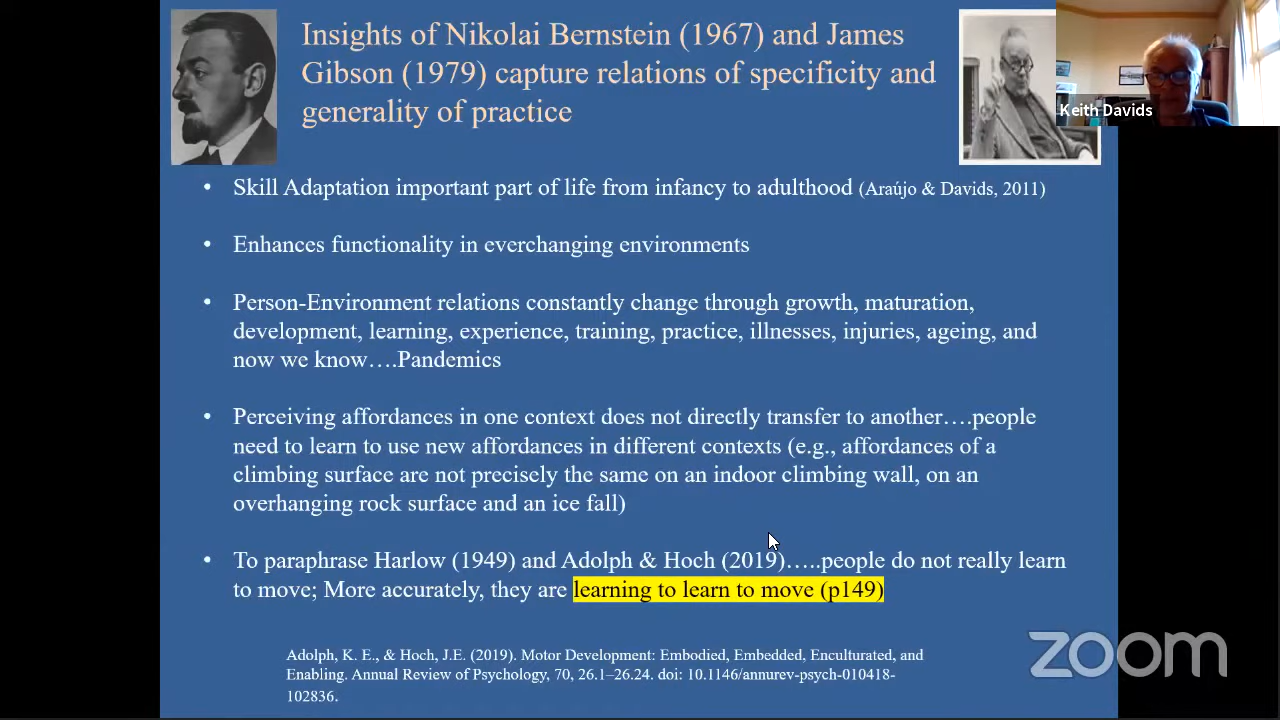 Insights of Nikolai Bernstein (1967) and James
Gibson (1979) capture relations of specificity and
generality of practice
Keith Davids
• Skill Adaptation important part of life from infancy to adulthood (Araújo & Davids, 2011)
• Enhances functionality in everchanging environments
• Person-Environment relations constantly change through growth, maturation,
development, learning, experience, training, practice, illnesses, injuries, ageing, and
now we know….Pandemics
• Perceiving affordances in one context does not directly transfer to another….people
need to learn to use new affordances in different contexts (e.g., affordances of a
climbing surface are not precisely the same on an indoor climbing wall, on an
overhanging rock surface and an ice fall)
• To paraphrase Harlow (1949) and Adolph & Hoch (2019)…..people do not really learn
to move; More accurately, they are learning to learn to move (p149)
Adolph, K. E., & Hoch, J.E. (2019). Motor Development: Embodied, Embedded, Enculturated, and
Enabling. Annual Review of Psychology, 70, 26.1–26.24. doi: 10.1146/annurev-psych-010418-
102836.
zoom